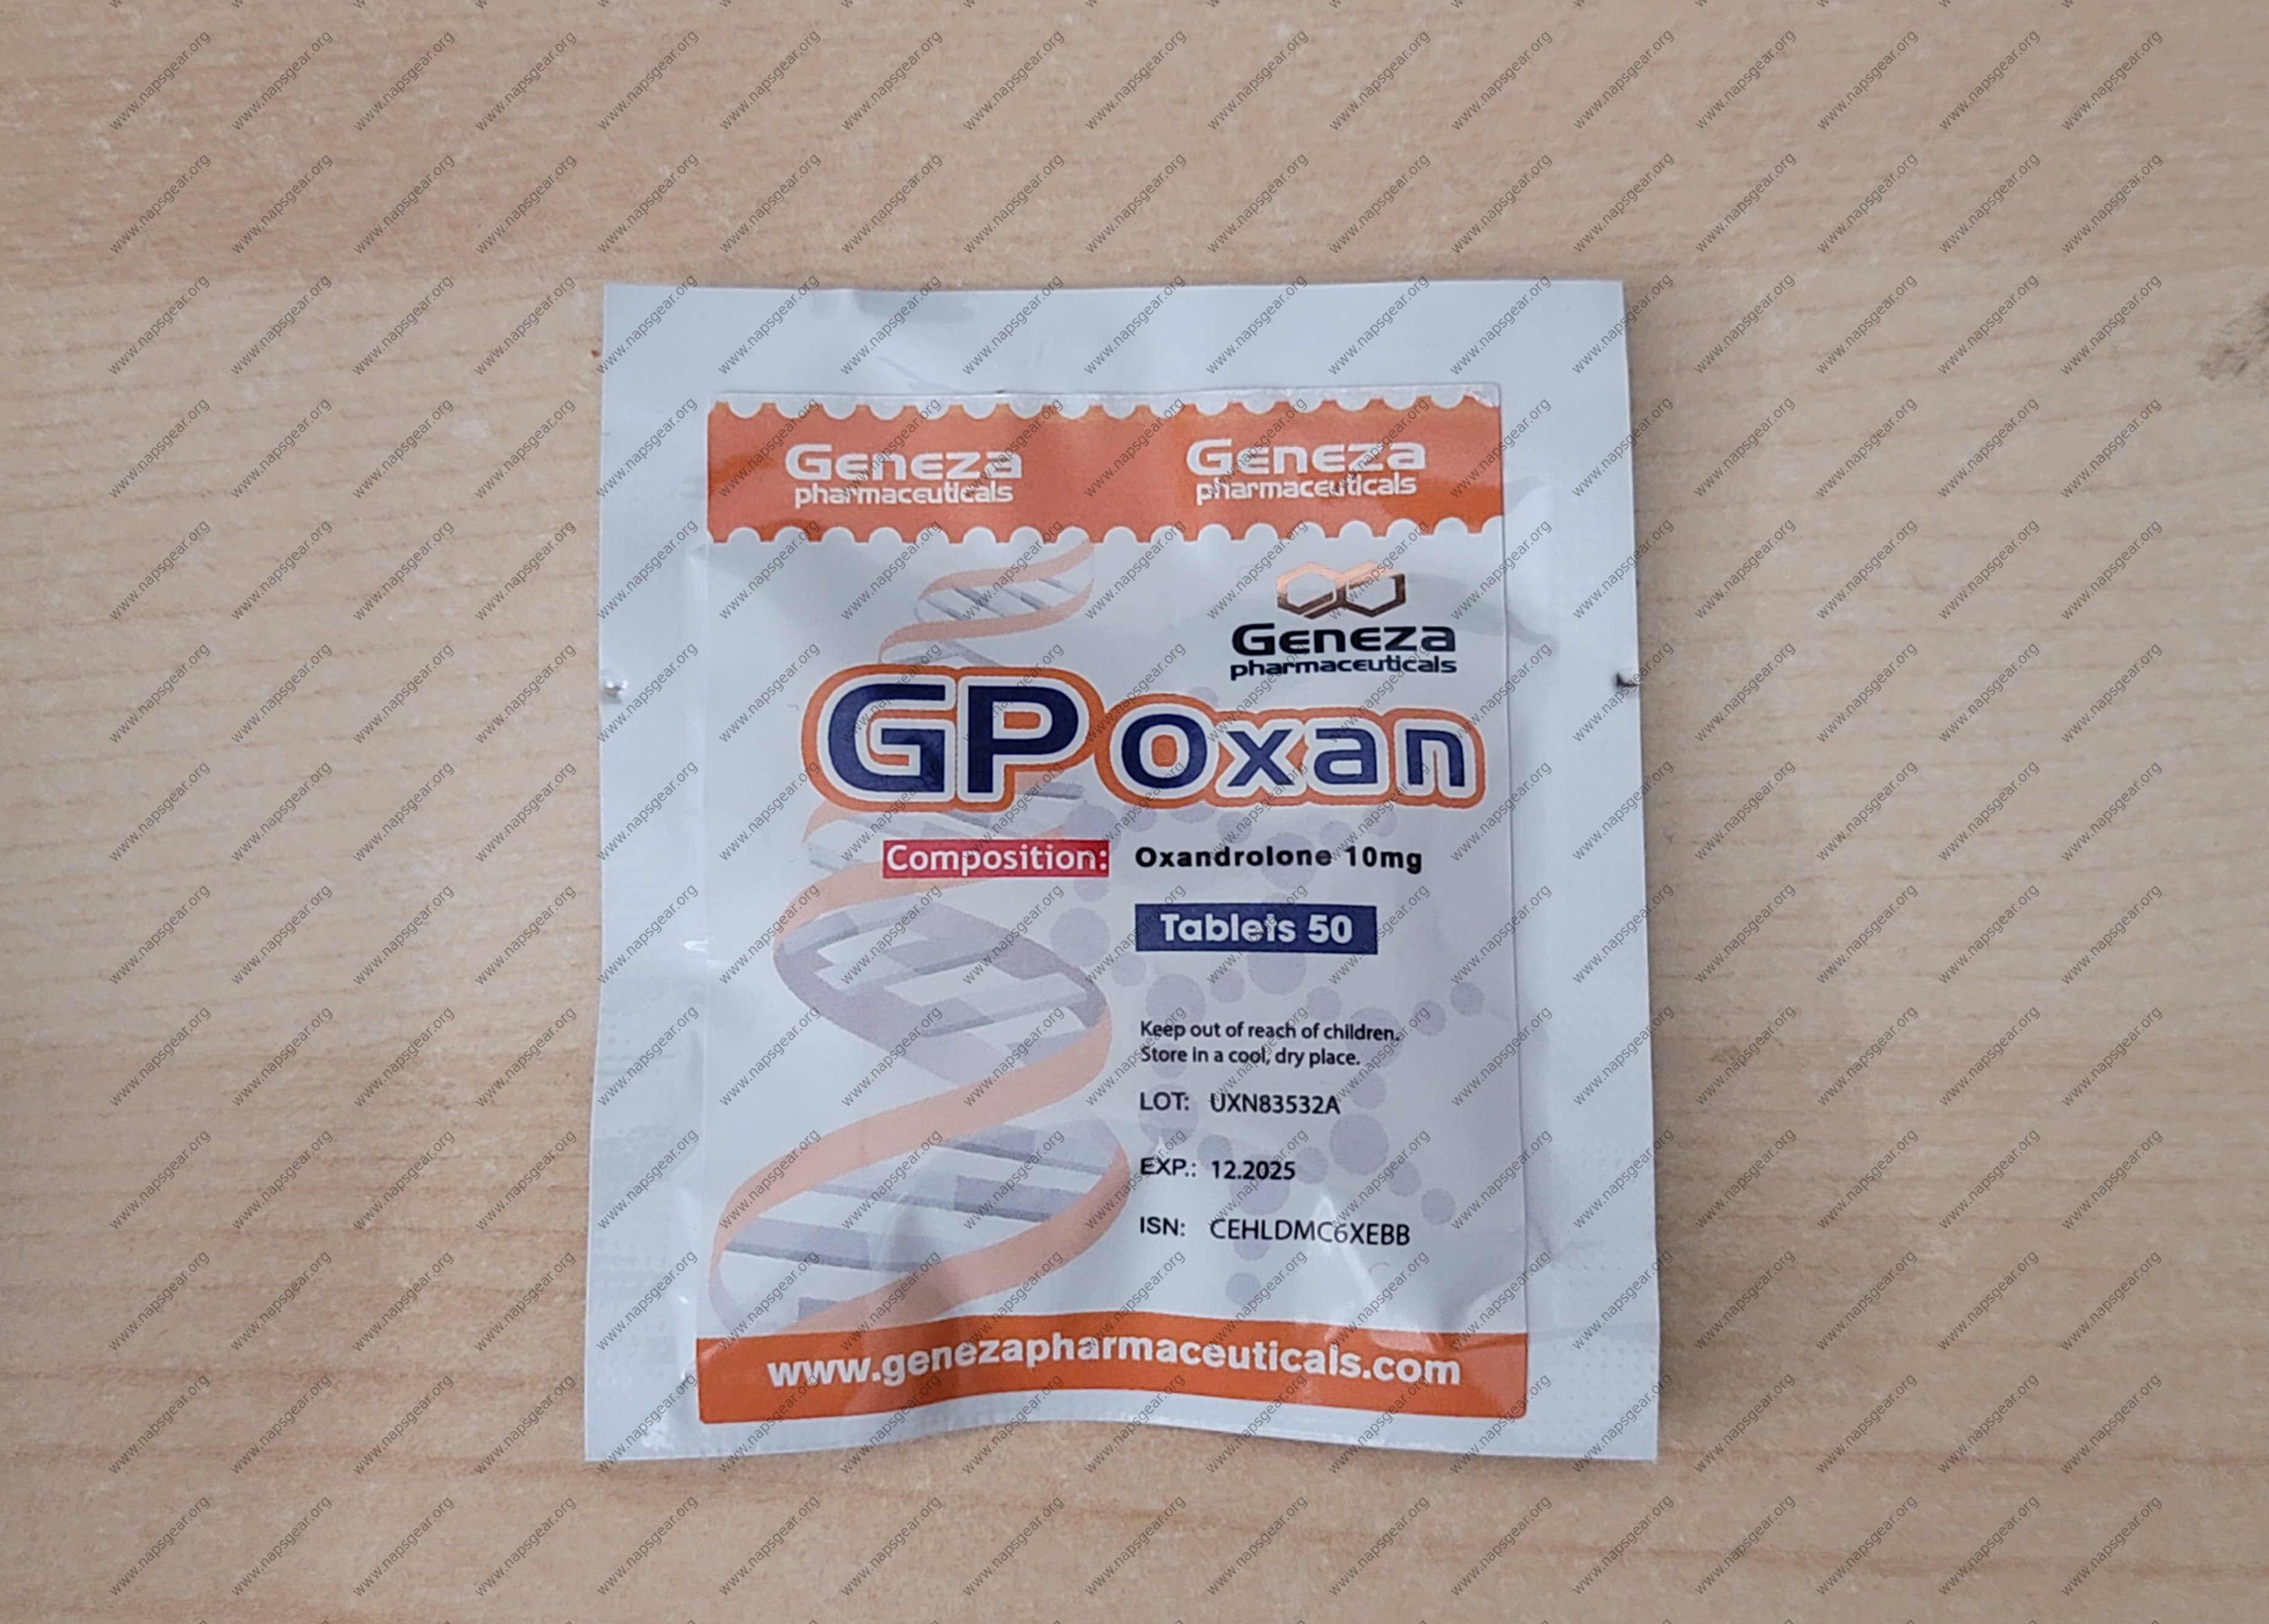 Geneza Geneza
pharmaceuticals pharmaceuticals
Geneza
pharmaceuticals
GP Oxan
Composition: Oxandrolone 10mg
Tablets 50
Keep out of reach of children.
Store in a cool, dry place.
LOT: UXN83532A
EXP.: 12.2025
ISN: CEHLDMC6XEBB
www.genezapharmaceuticals.com
www.napsgear.org